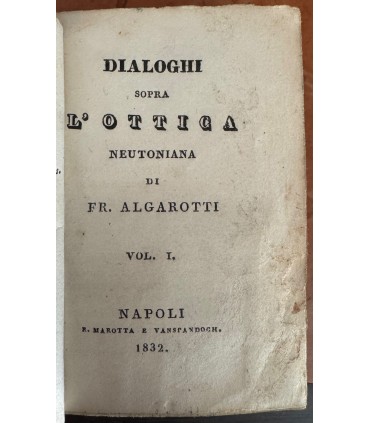 DIALOGHI
SOPRA
L'OTTICA
NEUTONIANA
DI
FR. ALGAROTTI
VOL. I.
NAPOLI
R. MAROTTA E VANSPANDOCH.
1832.